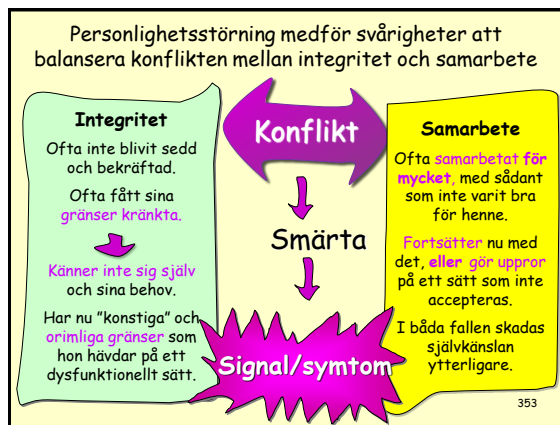 Personlighetsstörning medför svårigheter att
balansera konflikten mellan integritet och samarbete
Integritet
Ofta inte blivit sedd
och bekräftad.
Ofta fått sina
gränser kränkta.
Känner inte sig själv
och sina behov.
Har nu "konstiga" och
orimliga gränser som
hon hävdar på ett
dysfunktionellt sätt.
Konflikt
Smärta
Signal/symtom
Samarbete
Ofta samarbetat för
mycket, med sådant
som inte varit bra
för henne.
Fortsätter nu med
det, eller gör uppror
på ett sätt som inte
accepteras.
I båda fallen skadas
självkänslan
ytterligare.
353